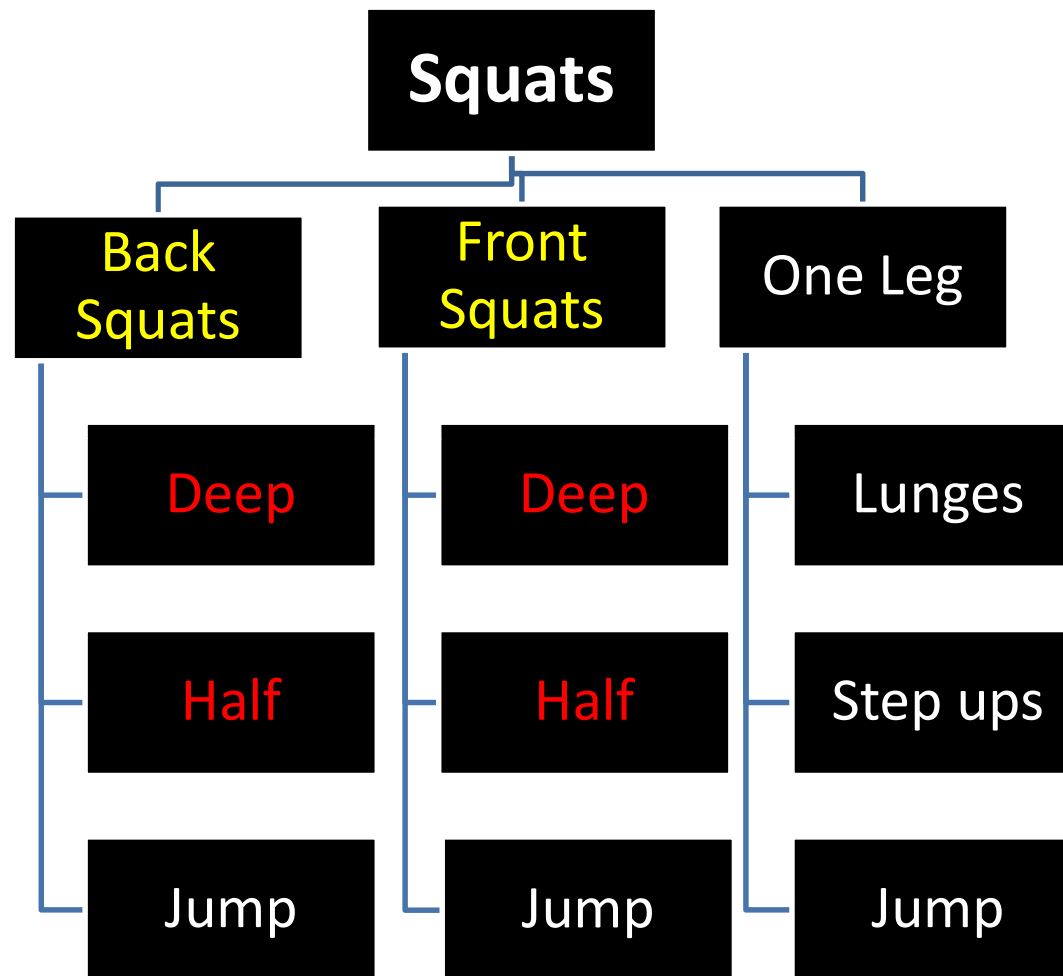 Squats
Back
Squats
Front
Squats
One Leg
Deep
Deep
Lunges
Half
Half
Step ups
Jump
Jump
Jump